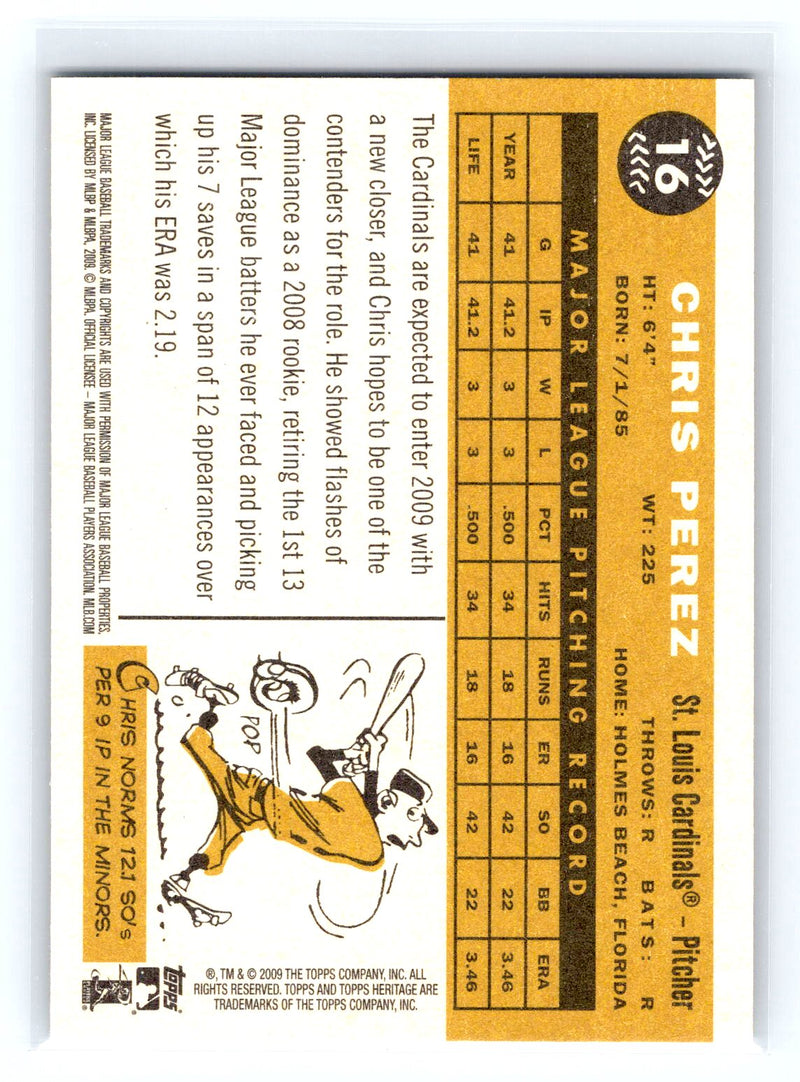 16
CHRIS PEREZ
St. Louis Cardinals® – Pitcher
HT: 6'4" WT: 225 THROWS: R BATS: R
BORN: 7/1/85 HOME: HOLMES BEACH, FLORIDA
MAJOR LEAGUE PITCHING RECORD
G IP W L PCT HITS RUNS ER SO BB ERA
YEAR 41 41.2 3 3 .500 34 18 16 42 22 3.46
LIFE 41 41.2 3 3 .500 34 18 16 42 22 3.46
The Cardinals are expected to enter 2009 with
a new closer, and Chris hopes to be one of the
contenders for the role. He showed flashes of
dominance as a 2008 rookie, retiring the 1st 13
Major League batters he ever faced and picking
up his 7 saves in a span of 12 appearances over
which his ERA was 2.19.
MAJOR LEAGUE BASEBALL TRADEMARKS AND COPYRIGHTS ARE USED WITH PERMISSION OF MAJOR LEAGUE BASEBALL PROPERTIES,
INC. LICENSED BY MLBP & MLBPA, 2009. © MLBPA. OFFICIAL LICENSEE – MAJOR LEAGUE BASEBALL PLAYERS ASSOCIATION. MLB.COM
POP
CHRIS NORMS 12.1 SO's
PER 9 IP IN THE MINORS.
®, TM & © 2009 THE TOPPS COMPANY, INC. ALL
RIGHTS RESERVED. TOPPS AND TOPPS HERITAGE ARE
TRADEMARKS OF THE TOPPS COMPANY, INC.
TOPPS